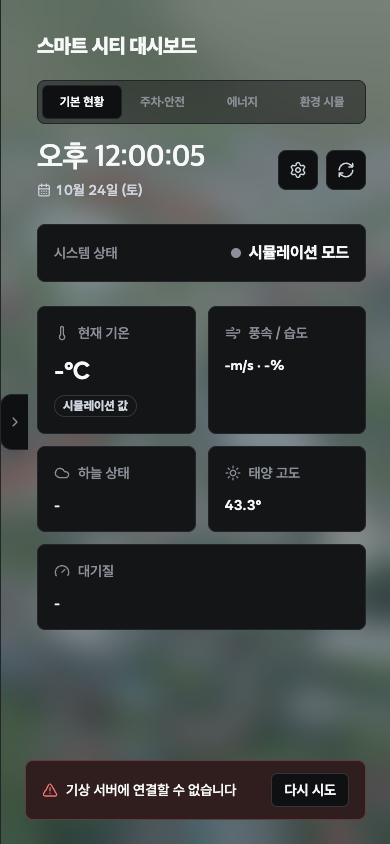 스마트 시티 대시보드
기본 현황
주차·안전
에너지
환경 시뮬
오후 12:00:05
10월 24일 (토)
시스템 상태
시뮬레이션 모드
현재 기온
풍속 / 습도
-°C
-m/s · -%
시뮬레이션 값
하늘 상태
태양 고도
-
43.3°
대기질
-
기상 서버에 연결할 수 없습니다
다시 시도